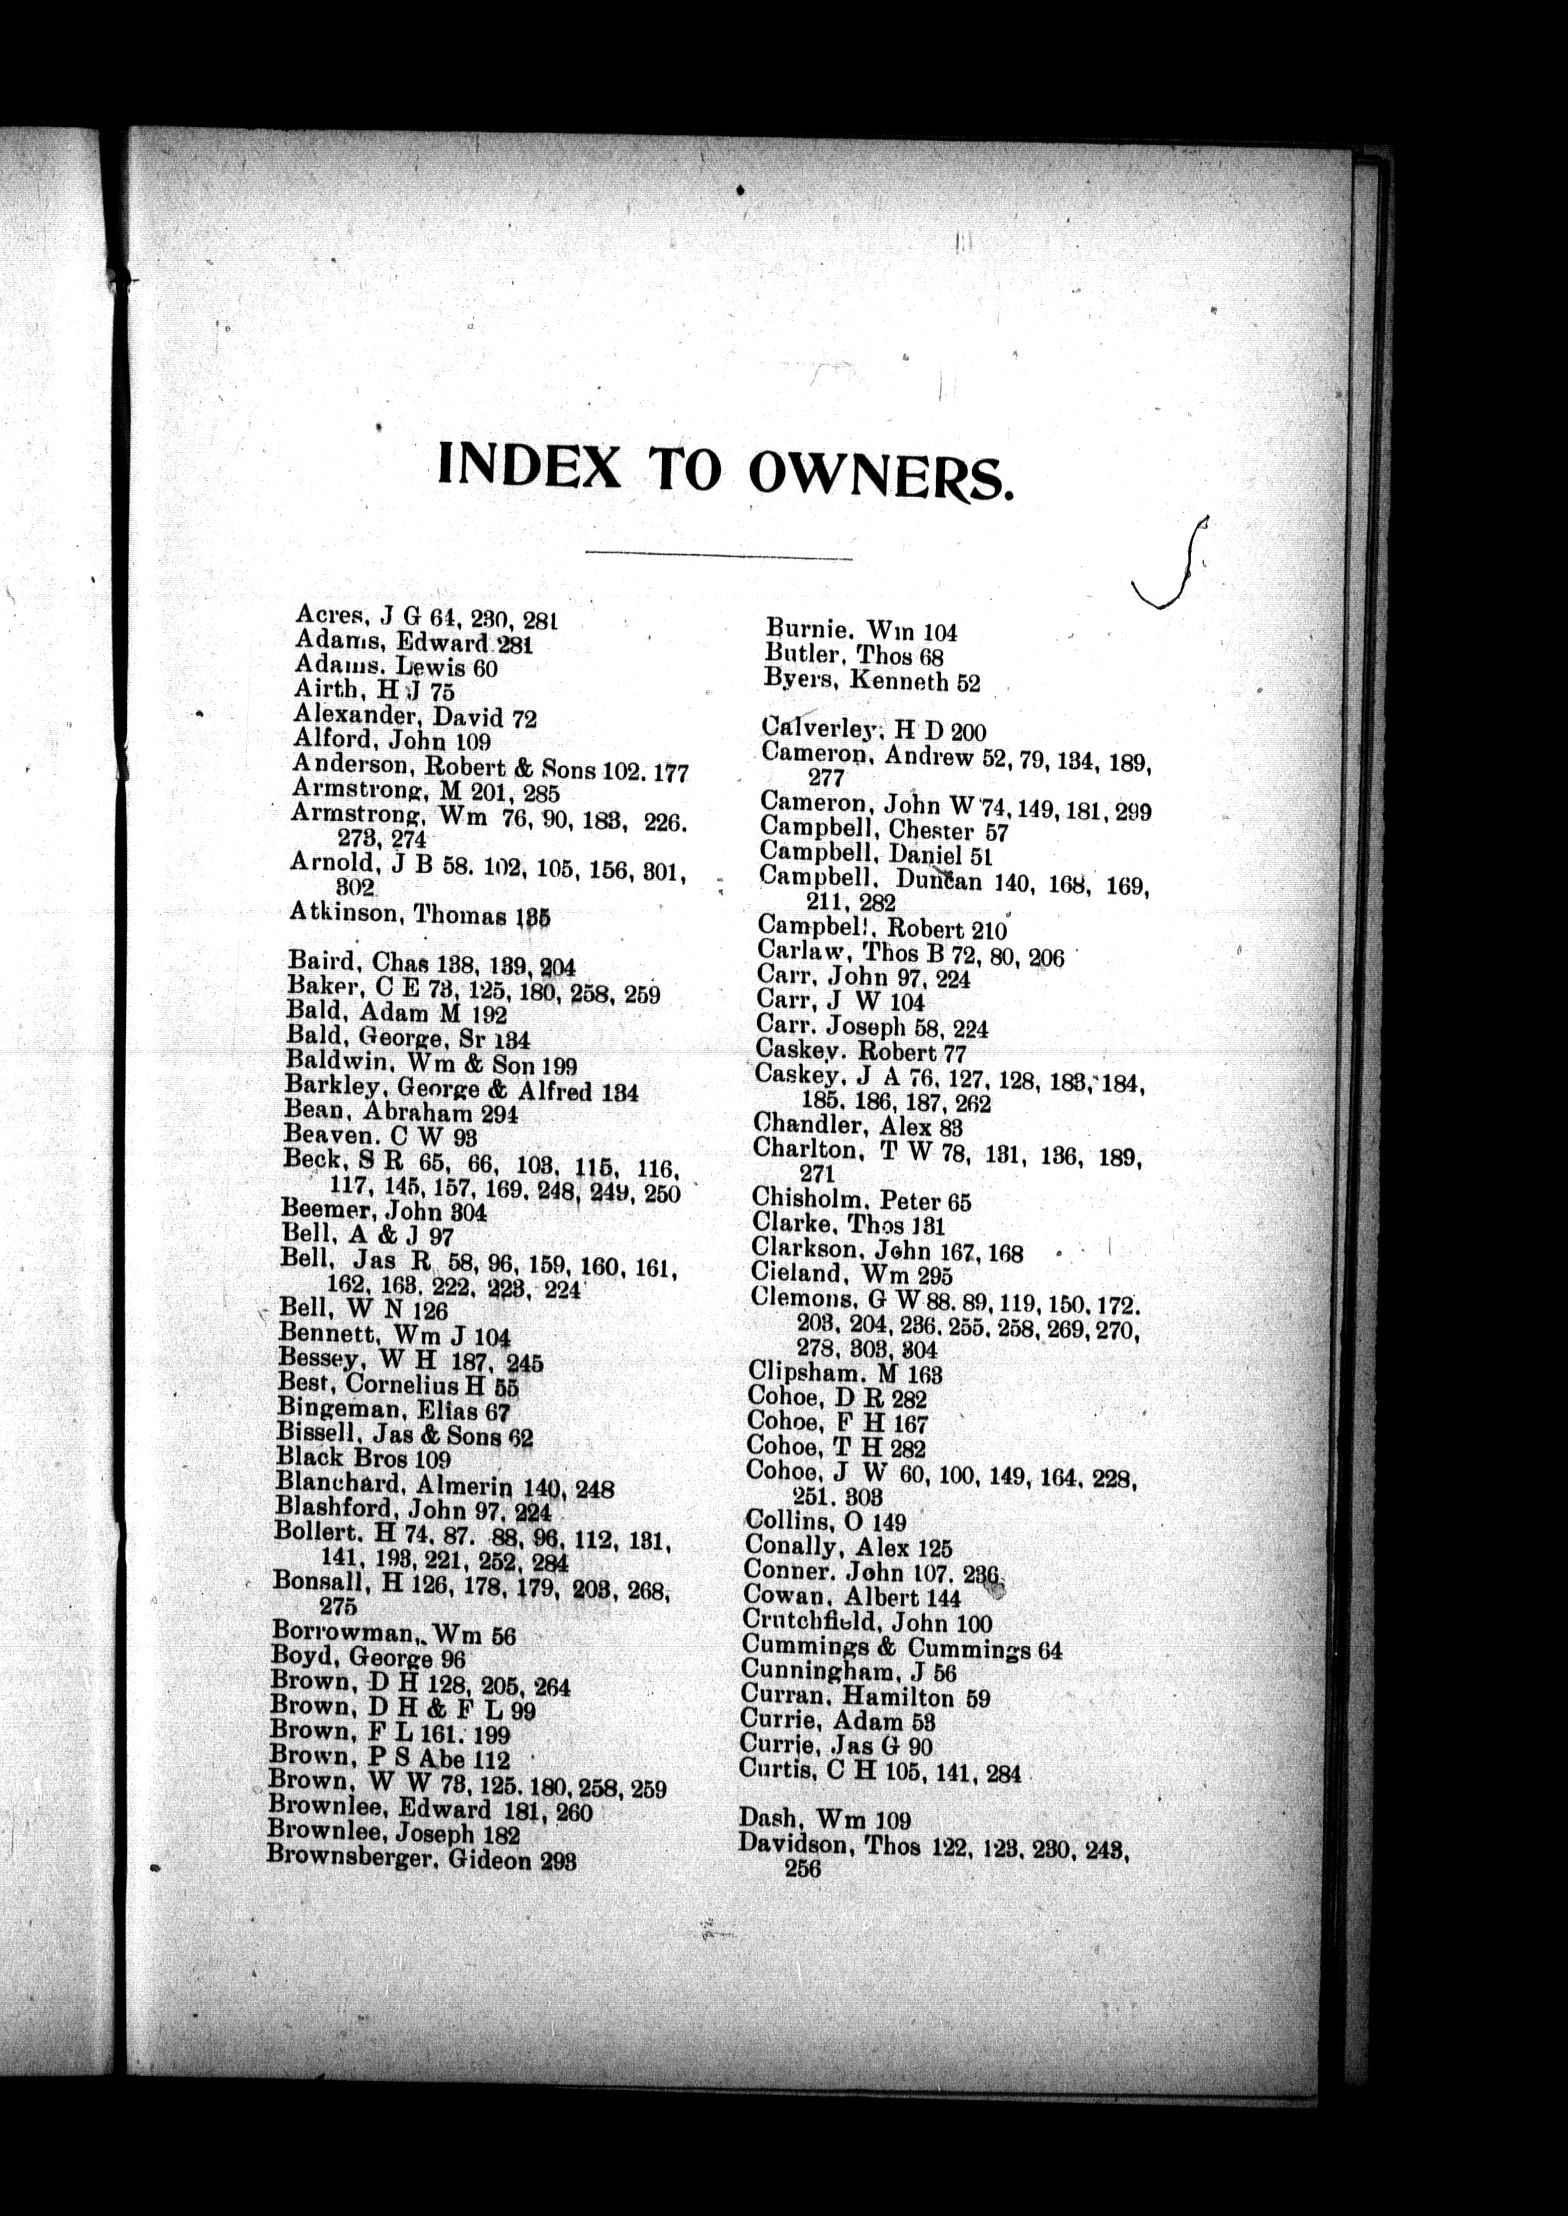 INDEX TO OWNERS.
Acres, J G 64, 230, 281
Adams, Edward 281
Adams. Lewis 60
Airth, H J 75
Alexander, David 72
Alford, John 109
Anderson, Robert & Sons 102. 177
Armstrong, M 201, 285
Armstrong, Wm 76, 90, 183, 226.
273, 274
Arnold, J B 58. 102, 105, 156, 301,
302
Atkinson, Thomas 135
Baird, Chas 138, 139, 204
Baker, C E 73, 125, 180, 258, 259
Bald, Adam M 192
Bald, George, Sr 134
Baldwin, Wm & Son 199
Barkley, George & Alfred 134
Bean, Abraham 294
Beaven. C W 93
Beck, S R 65, 66, 103, 115, 116,
117, 145, 157, 169, 248, 249, 250
Beemer, John 304
Bell, A & J 97
Bell, Jas R 58, 96, 159, 160, 161,
162, 163, 222, 223, 224
Bell, W N 126
Bennett, Wm J 104
Bessey, W H 187, 245
Best, Cornelius H 55
Bingeman, Elias 67
Bissell, Jas & Sons 62
Black Bros 109
Blanchard, Almerin 140, 248
Blashford, John 97, 224
Bollert. H 74, 87. 88, 96, 112, 131,
141, 193, 221, 252, 284
Bonsall, H 126, 178, 179, 203, 268,
275
Borrowman, Wm 56
Boyd, George 96
Brown, D H 128, 205, 264
Brown, D H & F L 99
Brown, F L 161. 199
Brown, P S Abe 112
Brown, W W 73, 125. 180, 258, 259
Brownlee, Edward 181, 260
Brownlee, Joseph 182
Brownsberger, Gideon 293
Burnie. Wm 104
Butler, Thos 68
Byers, Kenneth 52
Calverley, H D 200
Cameron, Andrew 52, 79, 134, 189,
277
Cameron, John W 74, 149, 181, 299
Campbell, Chester 57
Campbell, Daniel 51
Campbell, Duncan 140, 168, 169,
211, 282
Campbell, Robert 210
Carlaw, Thos B 72, 80, 206
Carr, John 97, 224
Carr, J W 104
Carr. Joseph 58, 224
Caskey. Robert 77
Caskey, J A 76, 127, 128, 183, 184,
185, 186, 187, 262
Chandler, Alex 83
Charlton, T W 78, 131, 136, 189,
271
Chisholm, Peter 65
Clarke, Thos 131
Clarkson, John 167, 168
Cieland, Wm 295
Clemons, G W 88. 89, 119, 150, 172.
203, 204, 236. 255, 258, 269, 270,
273, 303, 304
Clipsham. M 163
Cohoe, D R 282
Cohoe, F H 167
Cohoe, T H 282
Cohoe, J W 60, 100, 149, 164, 228,
251. 303
Collins, O 149
Conally, Alex 125
Conner. John 107, 236
Cowan, Albert 144
Crutchfield, John 100
Cummings & Cummings 64
Cunningham, J 56
Curran, Hamilton 59
Currie, Adam 53
Currie, Jas G 90
Curtis, C H 105, 141, 284
Dash, Wm 109
Davidson, Thos 122, 123, 230, 243,
256